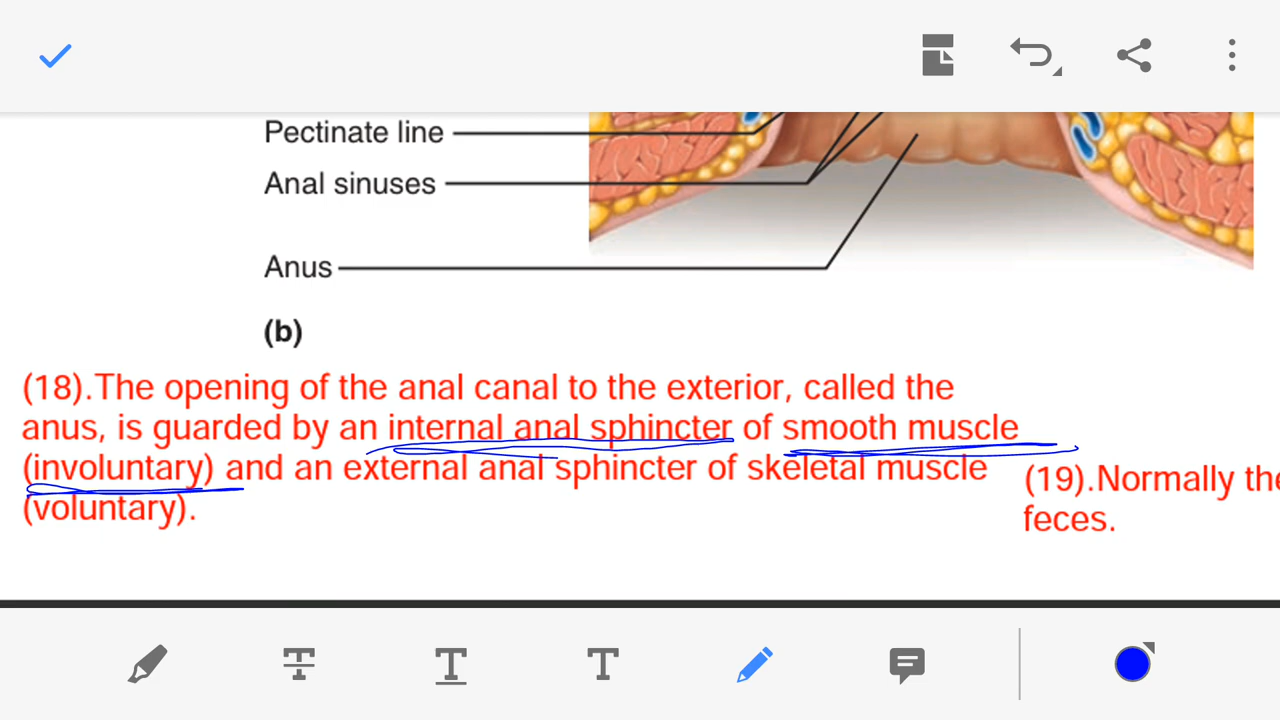 Pectinate line
Anal sinuses
Anus
(b)
(18).The opening of the anal canal to the exterior, called the
anus, is guarded by an internal anal sphincter of smooth muscle
(involuntary) and an external anal sphincter of skeletal muscle
(voluntary).
(19).Normally the
feces.